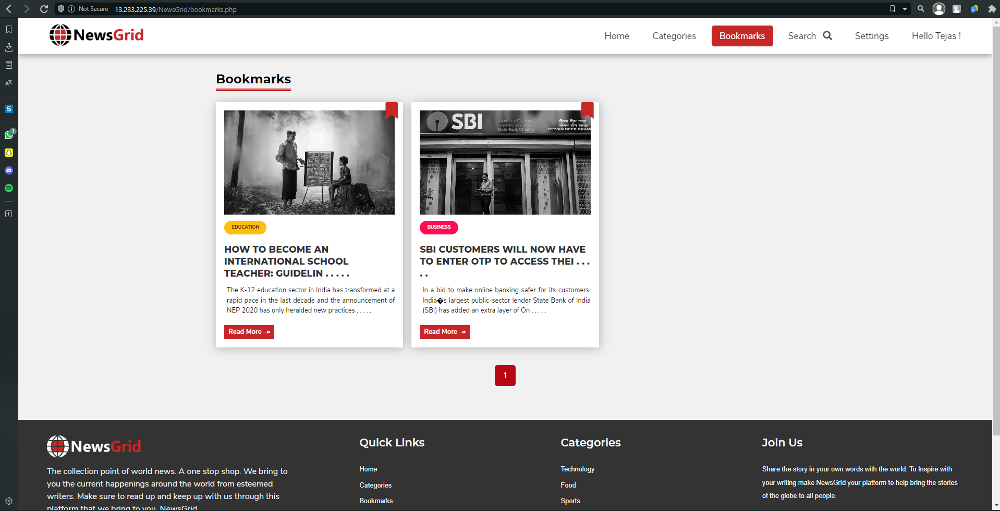 Not Secure 13.233.225.39/NewsGrid/bookmarks.php
NewsGrid
Home Categories Bookmarks Search Settings Hello Tejas !
S
1
Bookmarks
SBI
State Bank Of India
JEEVAN DEEP BRAN
EDUCATION
HOW TO BECOME AN
INTERNATIONAL SCHOOL
TEACHER: GUIDELIN . . . . .
The K-12 education sector in India has transformed at a
rapid pace in the last decade and the announcement of
NEP 2020 has only heralded new practices . . . . .
Read More ↠
BUSINESS
SBI CUSTOMERS WILL NOW HAVE
TO ENTER OTP TO ACCESS THEI . . .
. .
In a bid to make online banking safer for its customers,
India�s largest public-sector lender State Bank of India
(SBI) has added an extra layer of On . . . . .
Read More ↠
1
NewsGrid
The collection point of world news. A one stop shop. We bring to
you the current happenings around the world from esteemed
writers. Make sure to read up and keep up with us through this
platform that we bring to you. NewsGrid
Quick Links
Home
Categories
Bookmarks
Categories
Technology
Food
Sports
Join Us
Share the story in your own words with the world. To Inspire with
your writing make NewsGrid your platform to help bring the stories
of the globe to all people.